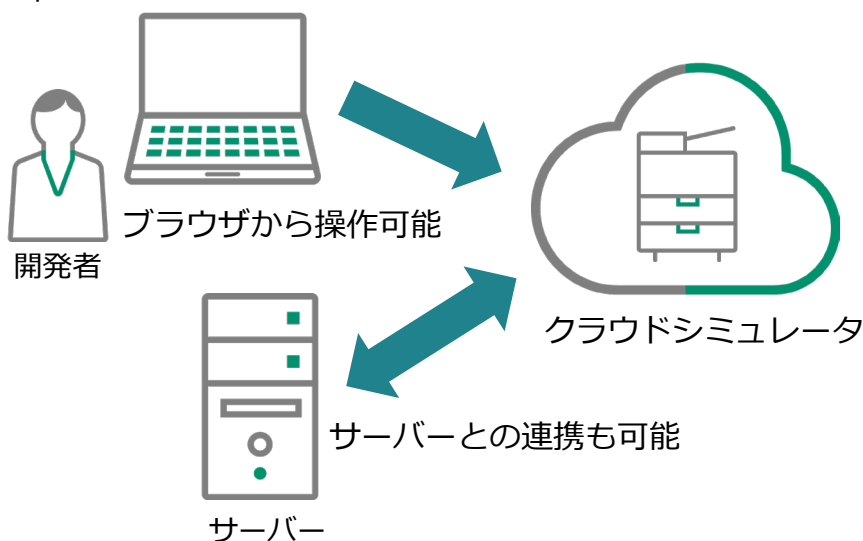 ブラウザから操作可能
開発者
クラウドシミュレータ
サーバーとの連携も可能
サーバー